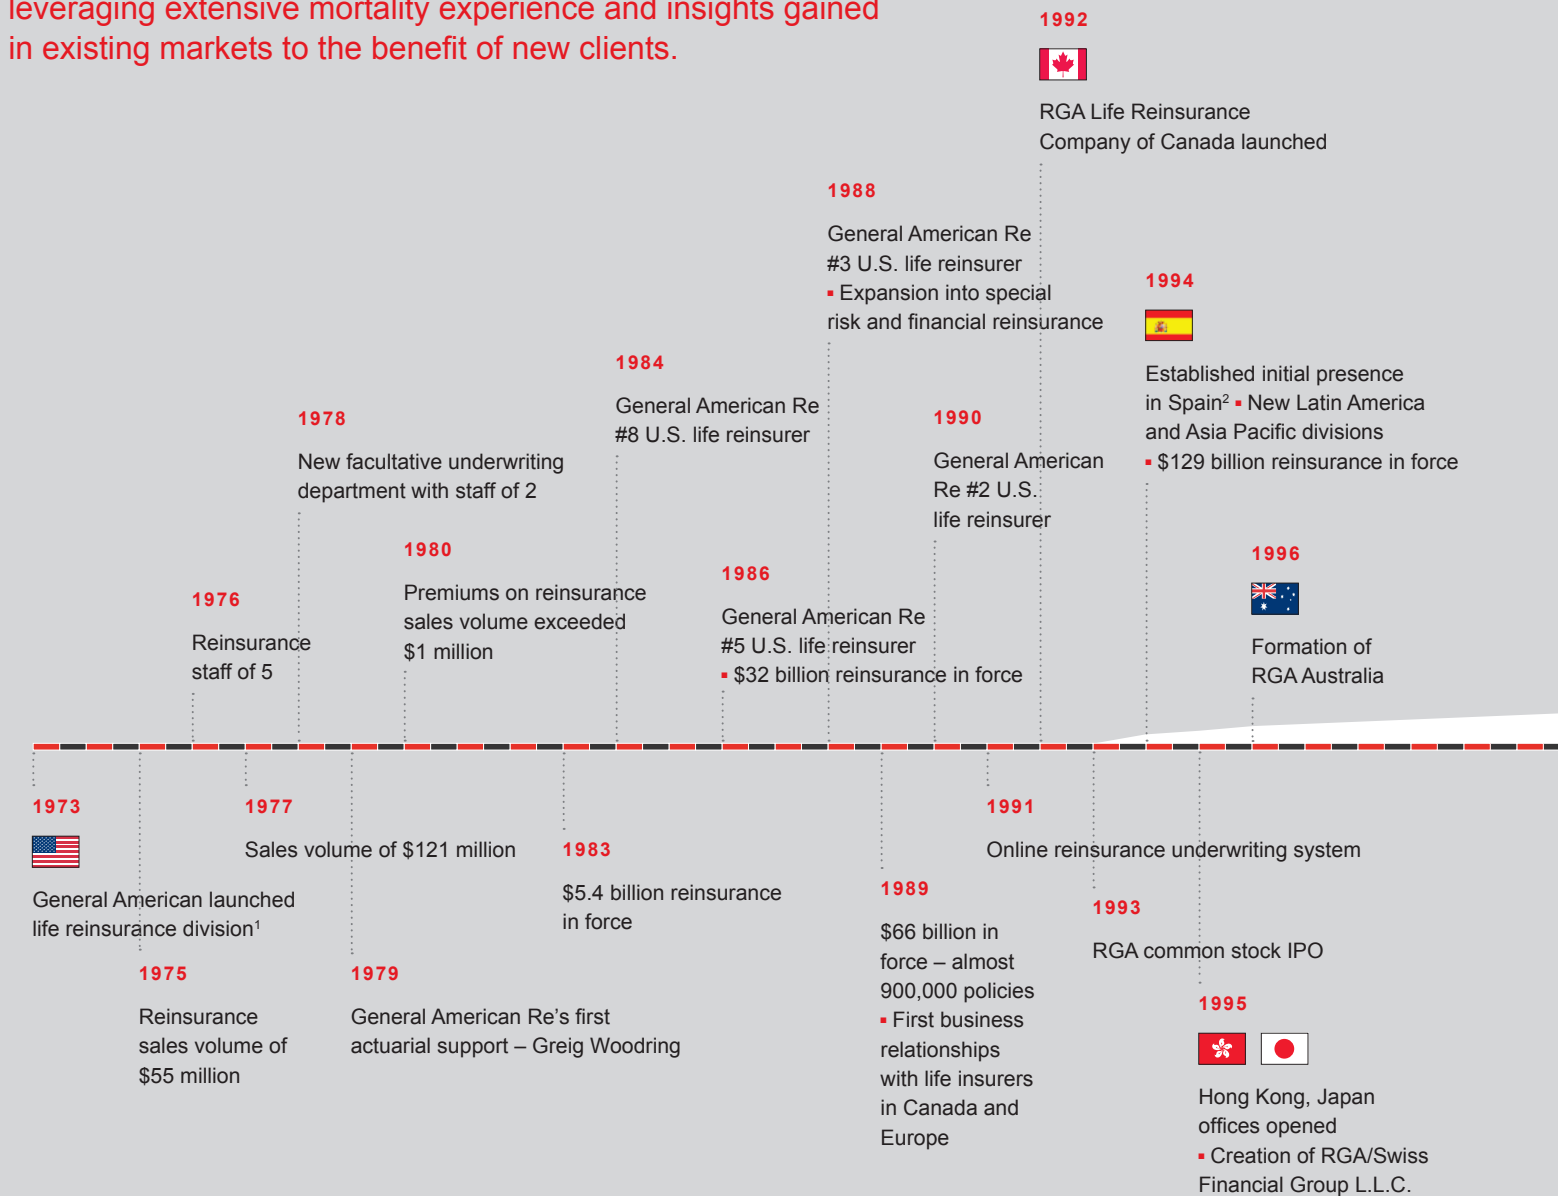 leveraging extensive mortality experience and insights gained
in existing markets to the benefit of new clients.
1992
RGA Life Reinsurance
Company of Canada launched
1988
General American Re
#3 U.S. life reinsurer
▪ Expansion into special
risk and financial reinsurance
1994
Established initial presence
in Spain² ▪ New Latin America
and Asia Pacific divisions
▪ $129 billion reinsurance in force
1984
General American Re
#8 U.S. life reinsurer
1978
New facultative underwriting
department with staff of 2
1990
General American
Re #2 U.S.
life reinsurer
1980
Premiums on reinsurance
sales volume exceeded
$1 million
1996
Formation of
RGA Australia
1986
General American Re
#5 U.S. life reinsurer
▪ $32 billion reinsurance in force
1976
Reinsurance
staff of 5
1973
General American launched
life reinsurance division¹
1977
Sales volume of $121 million
1983
$5.4 billion reinsurance
in force
1991
Online reinsurance underwriting system
1989
$66 billion in
force – almost
900,000 policies
▪ First business
relationships
with life insurers
in Canada and
Europe
1993
RGA common stock IPO
1975
Reinsurance
sales volume of
$55 million
1979
General American Re’s first
actuarial support – Greig Woodring
1995
Hong Kong, Japan
offices opened
▪ Creation of RGA/Swiss
Financial Group L.L.C.